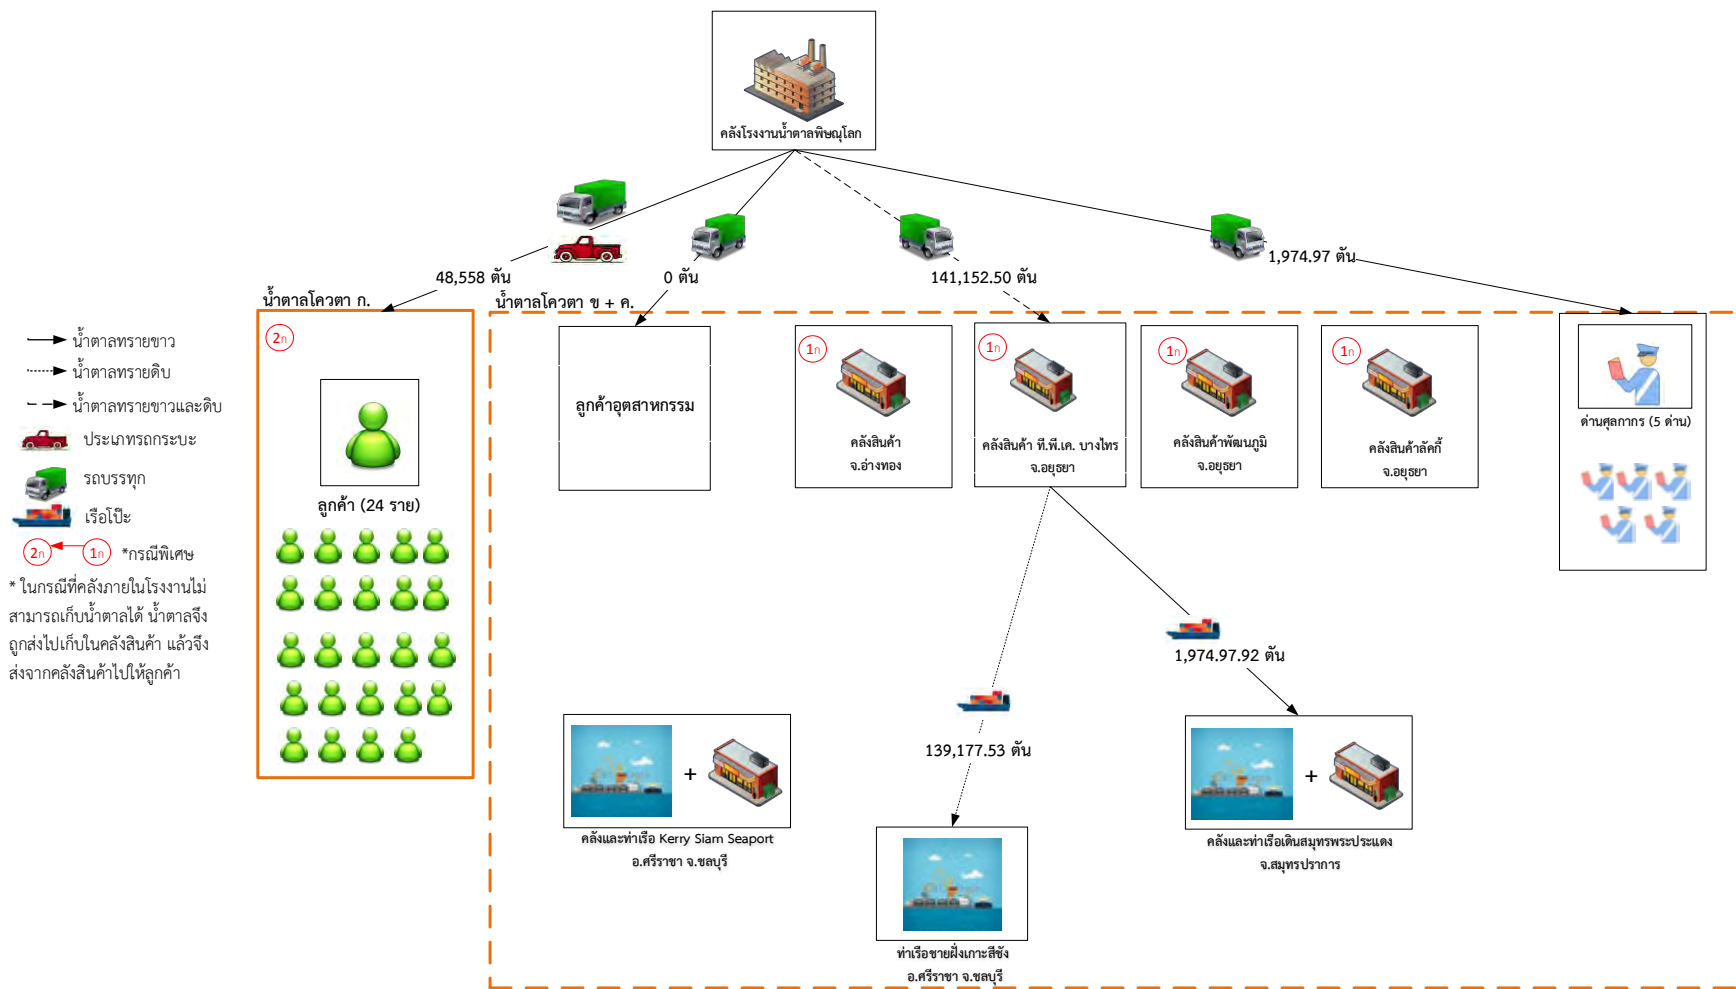 คลังโรงงานน้ำตาลพิษณุโลก
48,558 ตัน
0 ตัน
141,152.50 ตัน
1,974.97 ตัน
น้ำตาลโควตา ก.
น้ำตาลโควตา ข + ค.
น้ำตาลทรายขาว
น้ำตาลทรายดิบ
น้ำตาลทรายขาวและดิบ
ประเภทรถกระบะ
รถบรรทุก
เรือโป๊ะ
2ก 1ก *กรณีพิเศษ
* ในกรณีที่คลังภายในโรงงานไม่
สามารถเก็บน้ำตาลได้ น้ำตาลจึง
ถูกส่งไปเก็บในคลังสินค้า แล้วจึง
ส่งจากคลังสินค้าไปให้ลูกค้า
2ก
ลูกค้า (24 ราย)
ลูกค้าอุตสาหกรรม
1ก
คลังสินค้า
จ.อ่างทอง
1ก
คลังสินค้า ที.พี.เค. บางไทร
จ.อยุธยา
1ก
คลังสินค้าพัฒนภูมิ
จ.อยุธยา
1ก
คลังสินค้าลัคกี้
จ.อยุธยา
ด่านศุลกากร (5 ด่าน)
1,974.97.92 ตัน
139,177.53 ตัน
+
คลังและท่าเรือ Kerry Siam Seaport
อ.ศรีราชา จ.ชลบุรี
+
คลังและท่าเรือเดินสมุทรพระประแดง
จ.สมุทรปราการ
ท่าเรือชายฝั่งเกาะสีชัง
อ.ศรีราชา จ.ชลบุรี